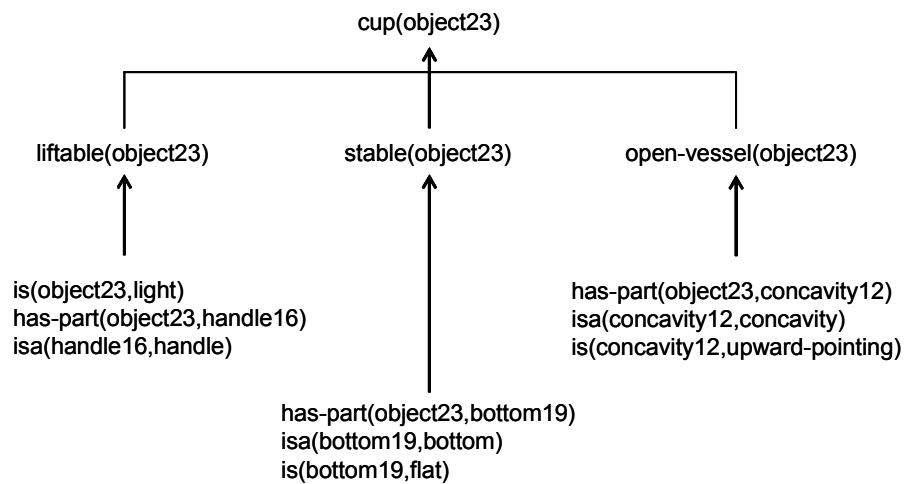 cup(object23)
liftable(object23)
stable(object23)
open-vessel(object23)
is(object23,light)
has-part(object23,handle16)
isa(handle16,handle)
has-part(object23,concavity12)
isa(concavity12,concavity)
is(concavity12,upward-pointing)
has-part(object23,bottom19)
isa(bottom19,bottom)
is(bottom19,flat)